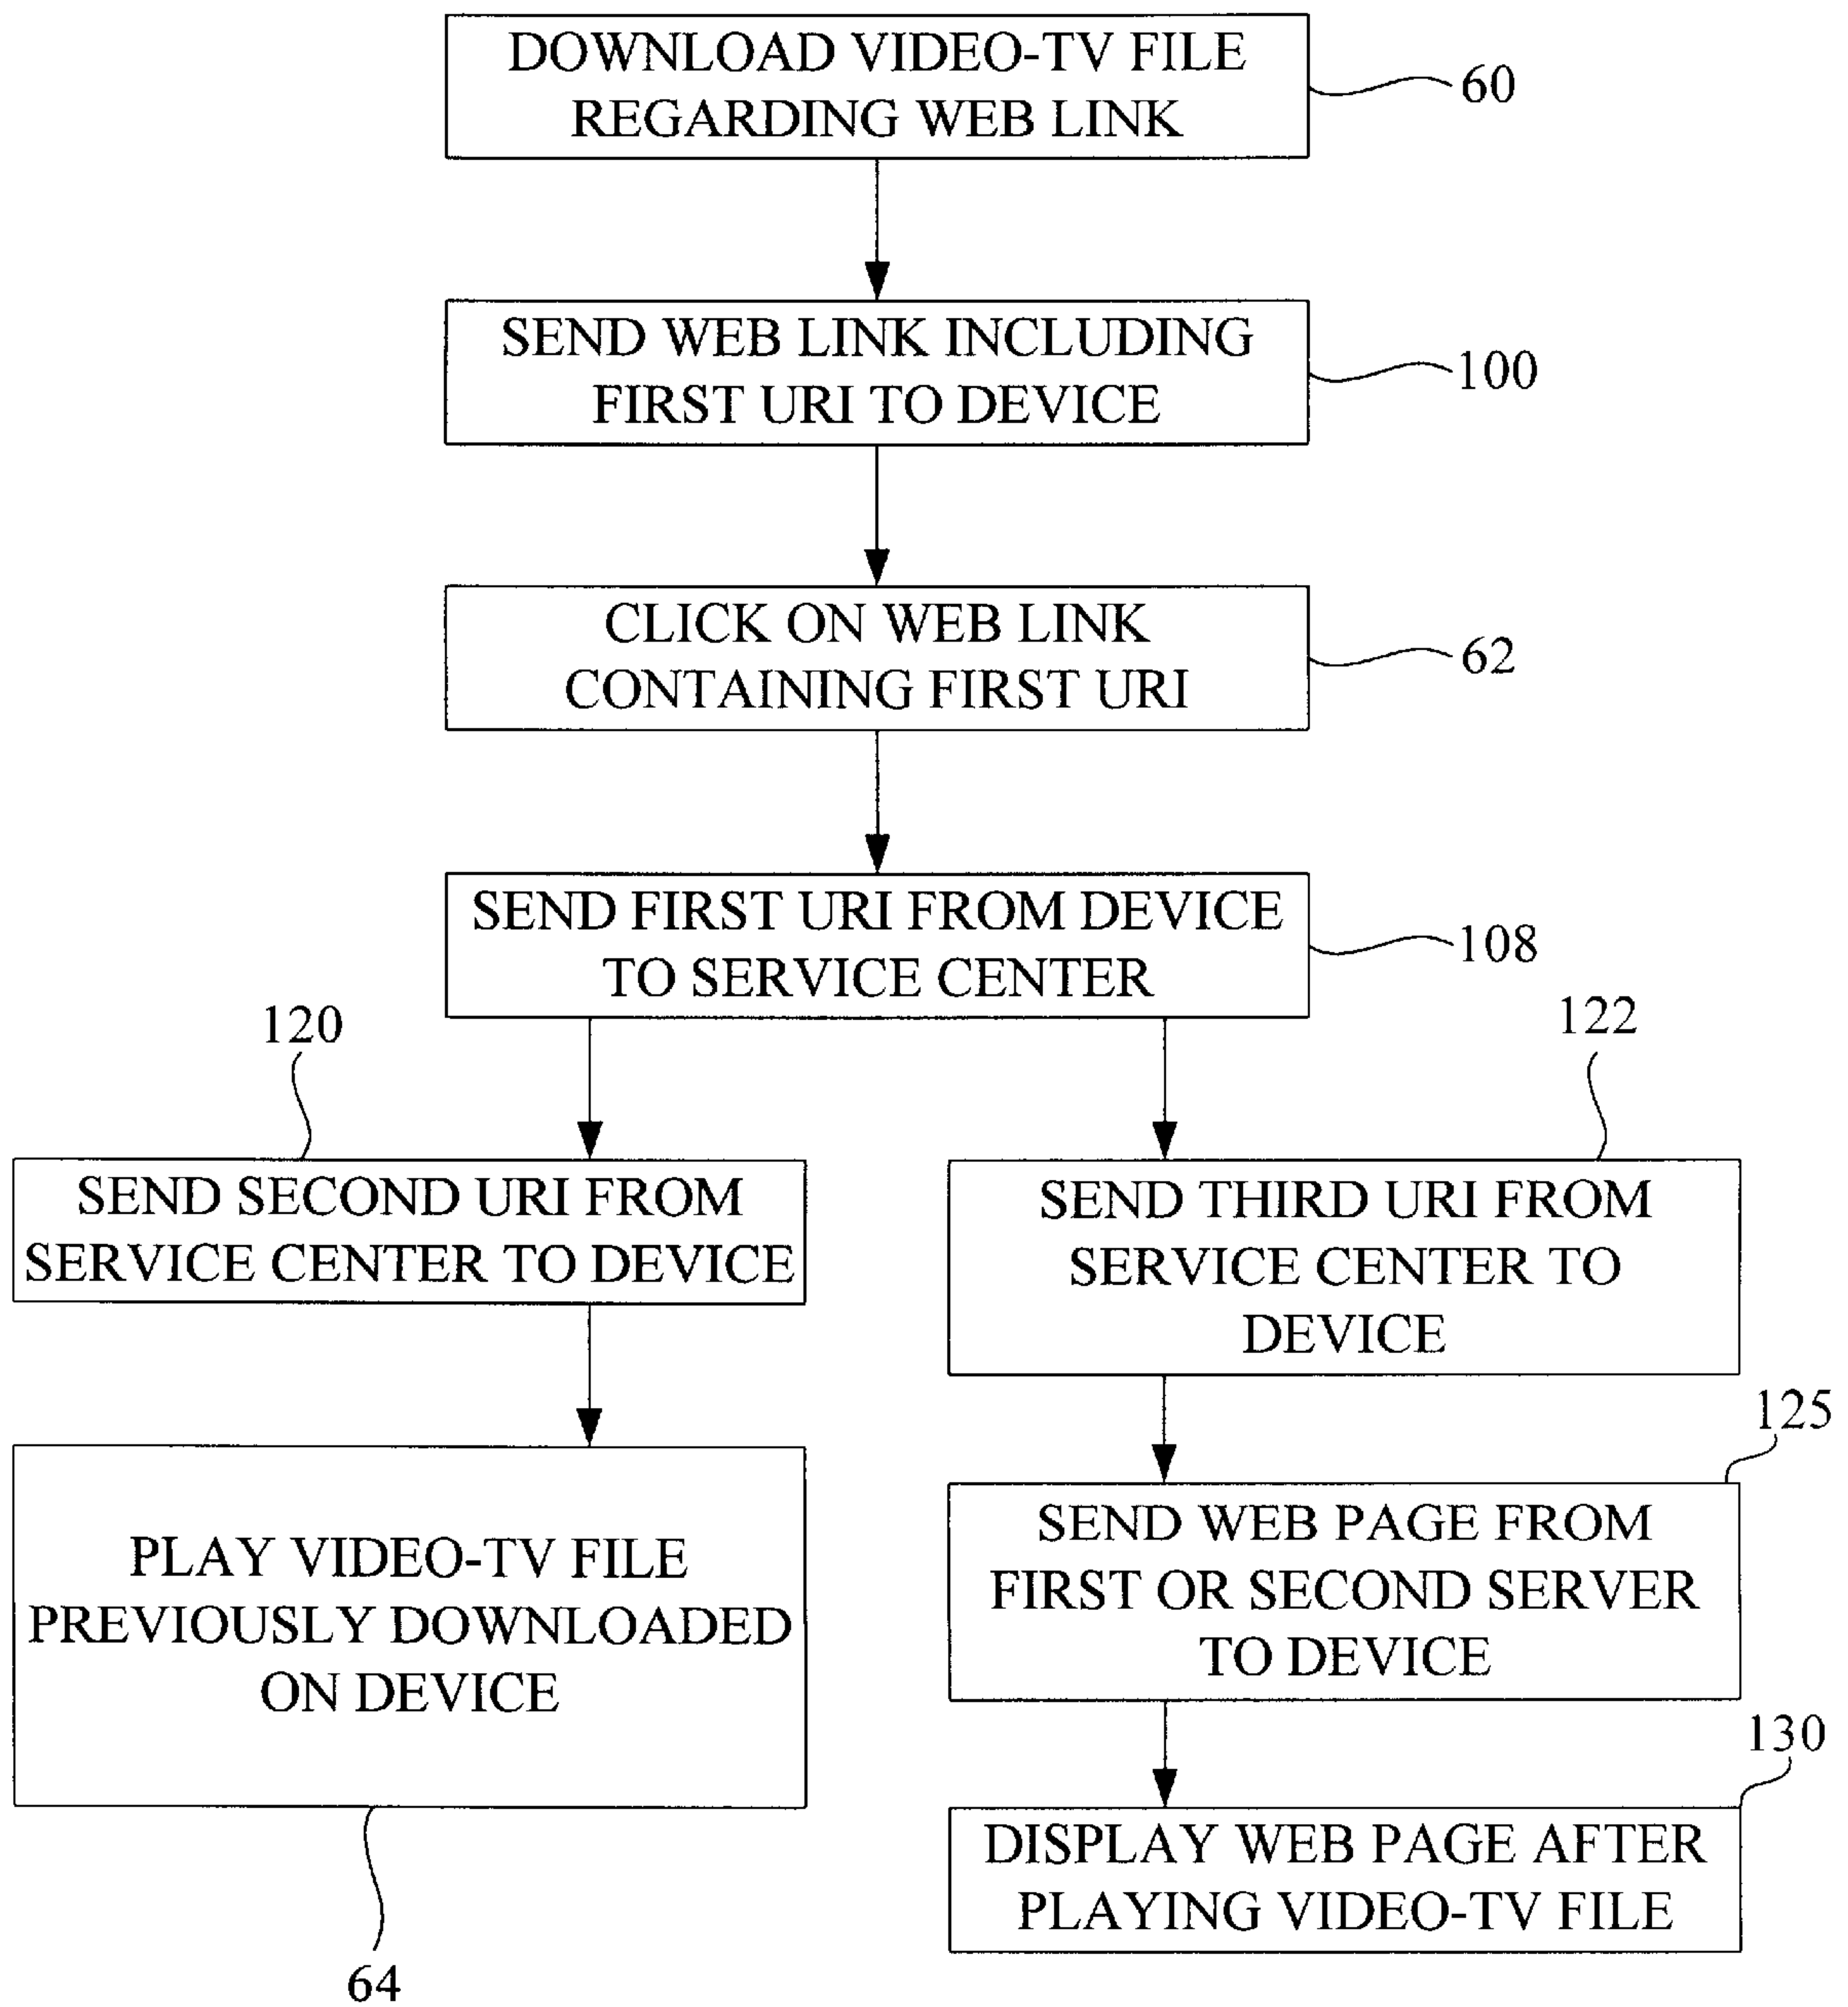 DOWNLOAD VIDEO-TV FILE
REGARDING WEB LINK
60
SEND WEB LINK INCLUDING
FIRST URI TO DEVICE
100
CLICK ON WEB LINK
CONTAINING FIRST URI
62
SEND FIRST URI FROM DEVICE
TO SERVICE CENTER
108
120
SEND SECOND URI FROM
SERVICE CENTER TO DEVICE
122
SEND THIRD URI FROM
SERVICE CENTER TO
DEVICE
PLAY VIDEO-TV FILE
PREVIOUSLY DOWNLOADED
ON DEVICE
64
125
SEND WEB PAGE FROM
FIRST OR SECOND SERVER
TO DEVICE
130
DISPLAY WEB PAGE AFTER
PLAYING VIDEO-TV FILE